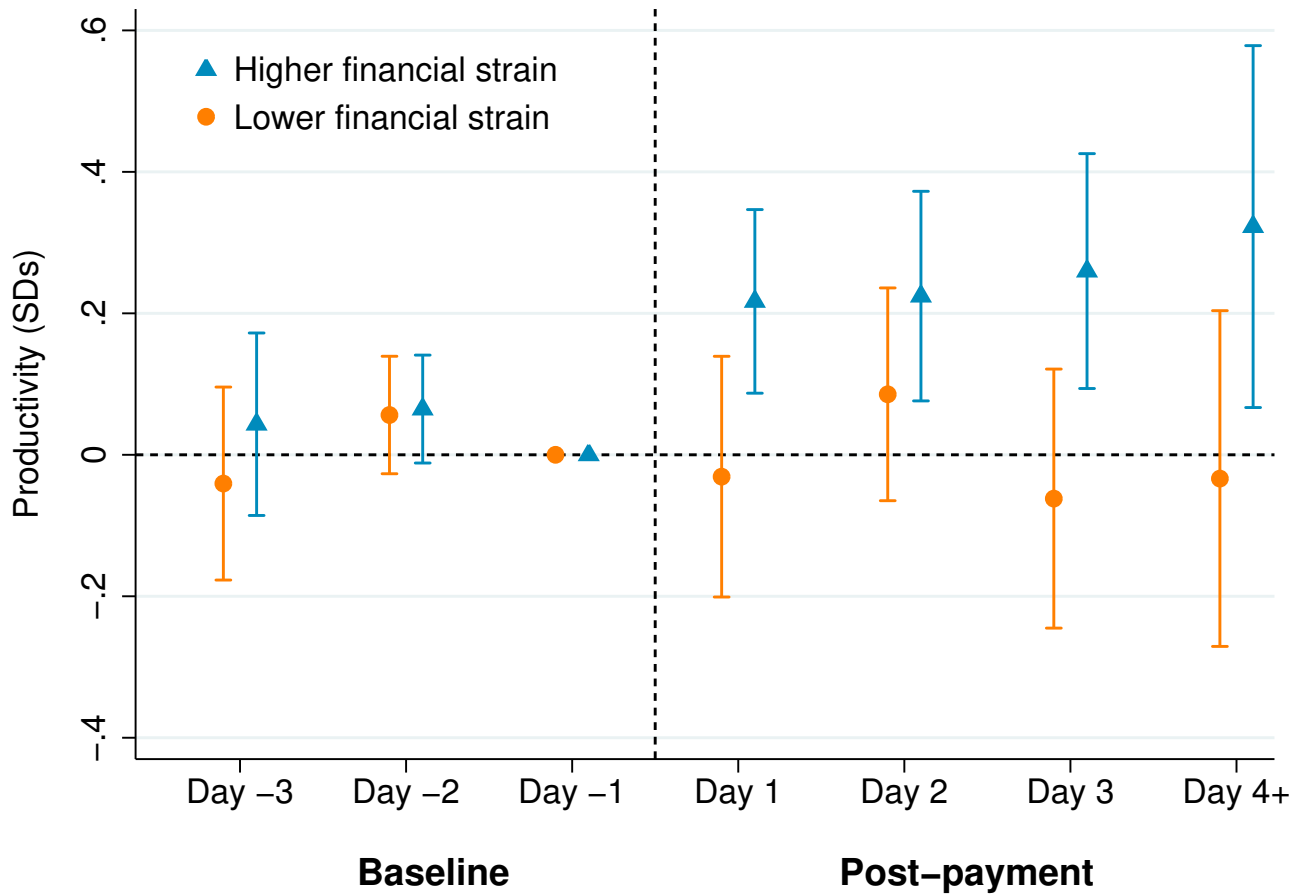 Higher financial strain
Lower financial strain
Productivity (SDs)
.6
.4
.2
0
−.2
−.4
Day −3 Day −2 Day −1 Day 1 Day 2 Day 3 Day 4+
Baseline Post−payment